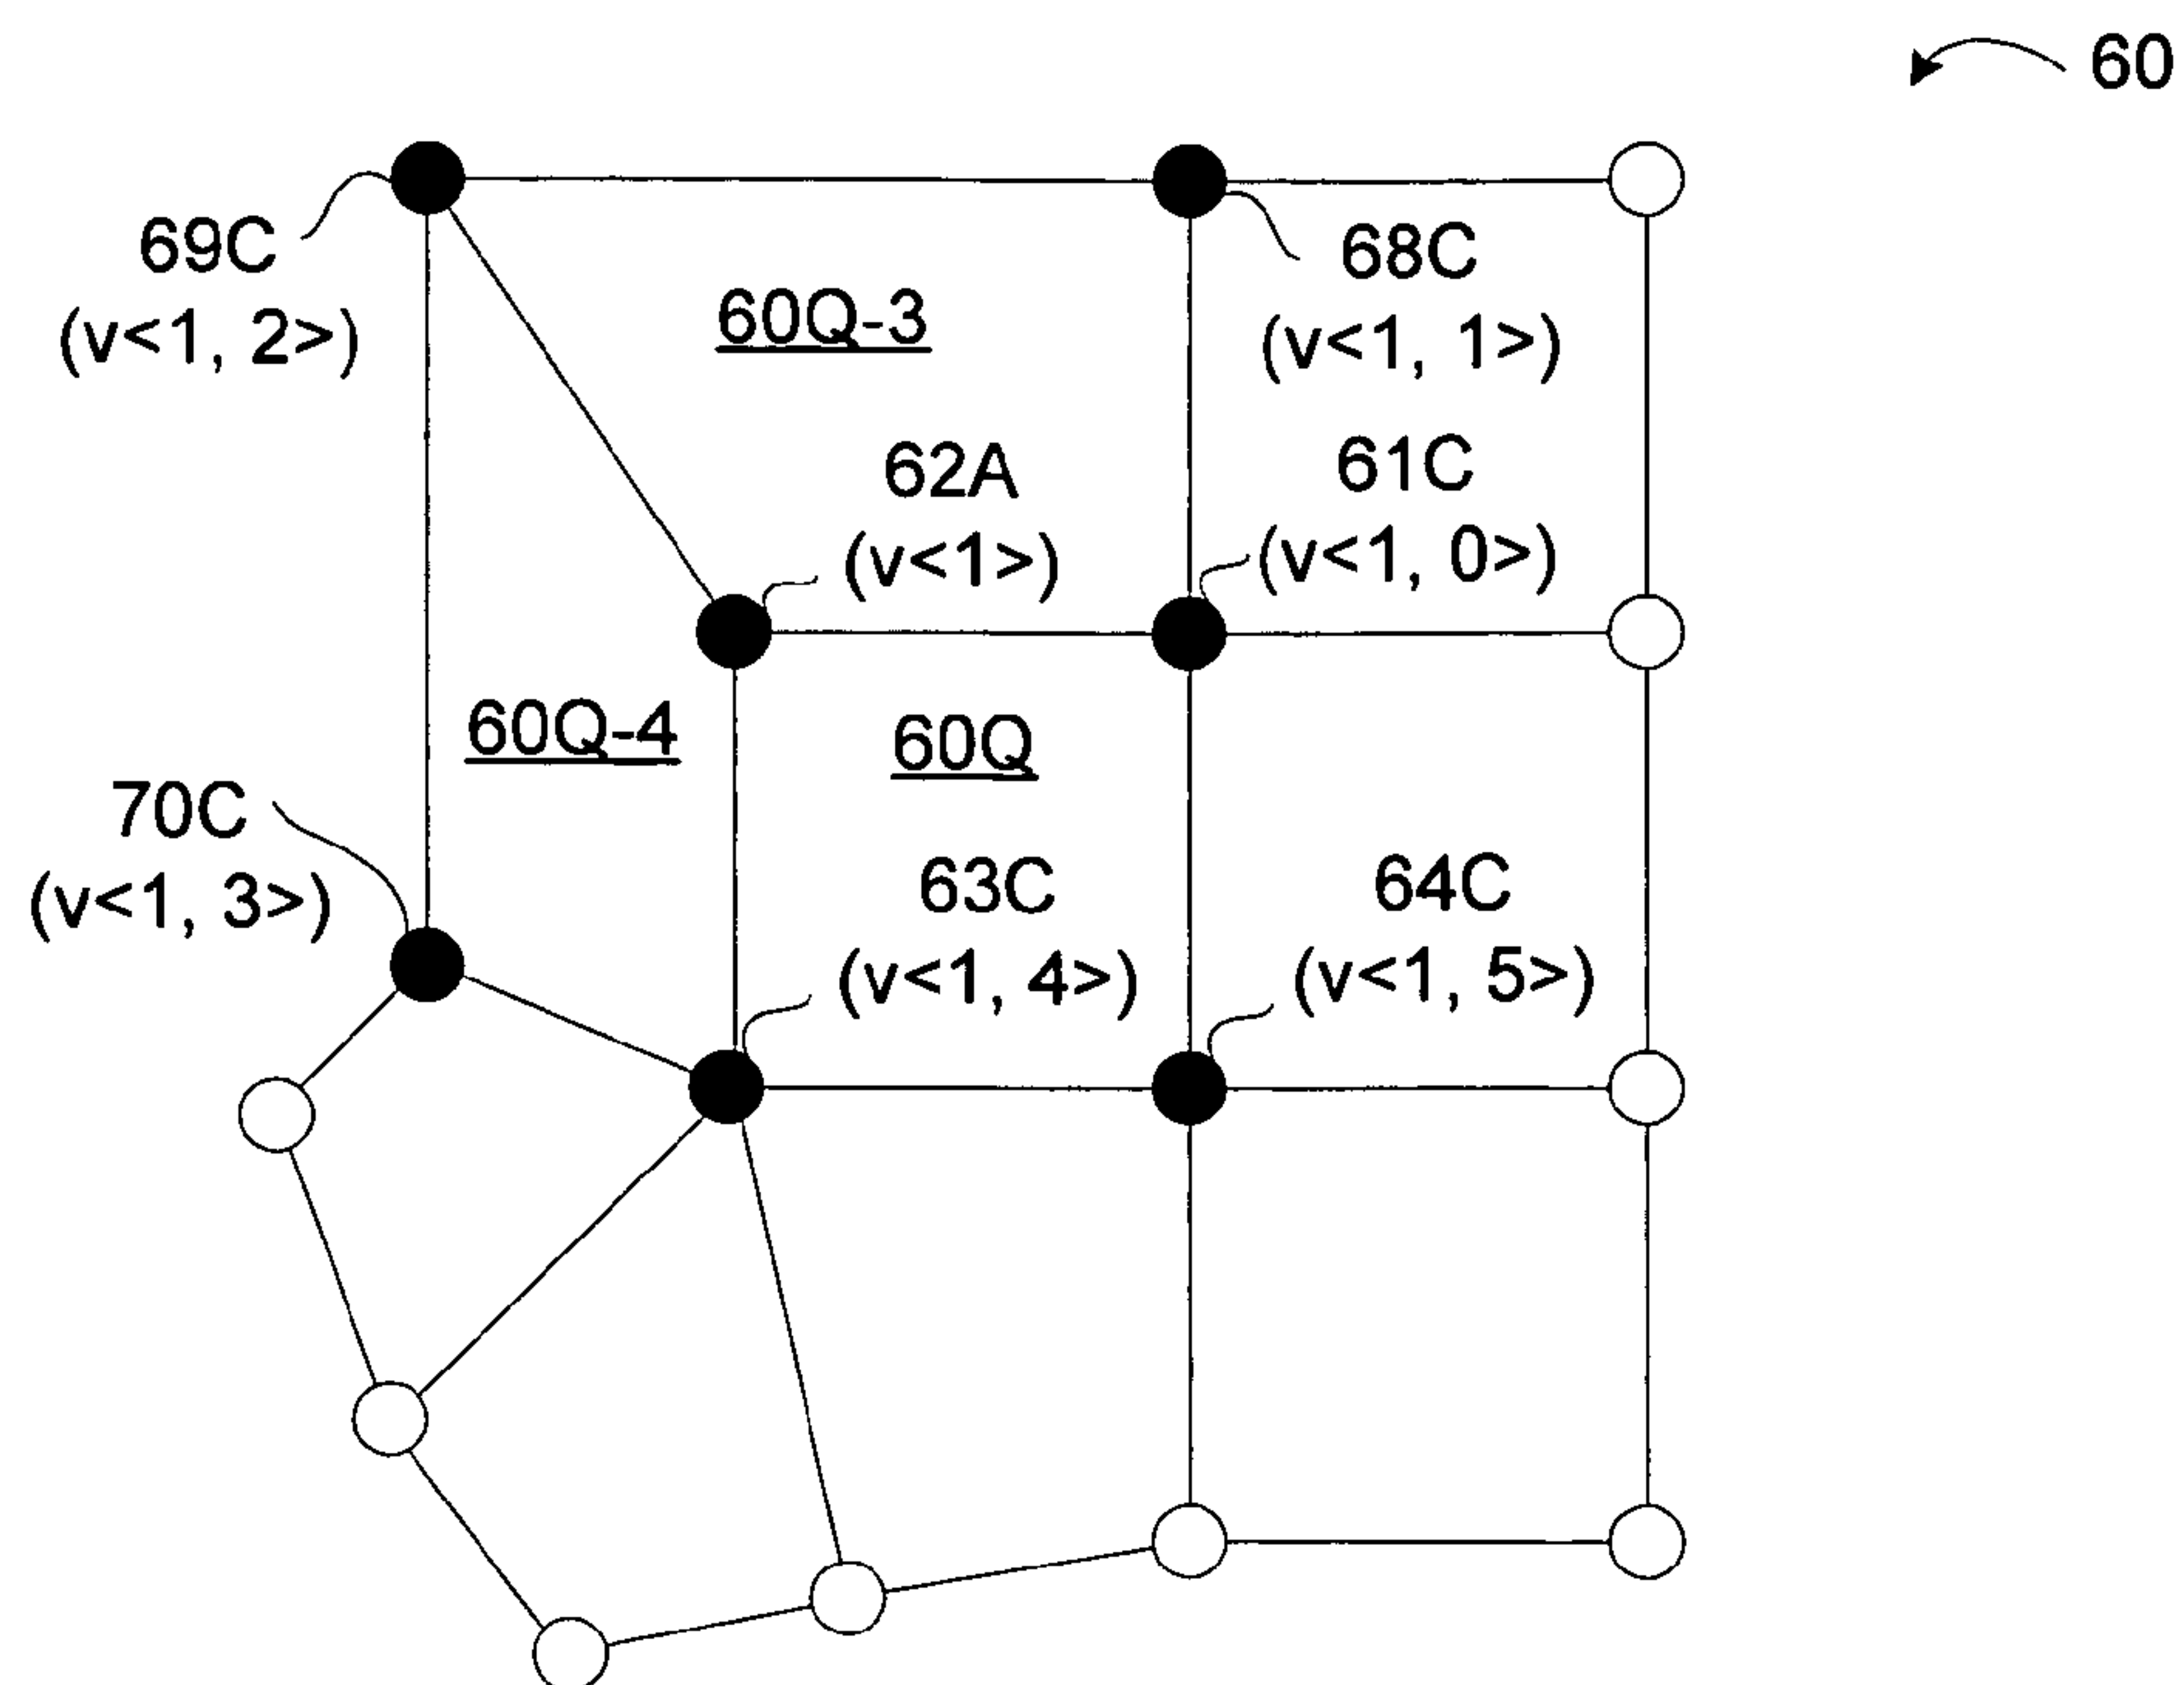 60
69C
(v<1, 2>)
60Q-3
68C
(v<1, 1>)
62A
(v<1>)
61C
(v<1, 0>)
60Q-4
60Q
70C
(v<1, 3>)
63C
(v<1, 4>)
64C
(v<1, 5>)